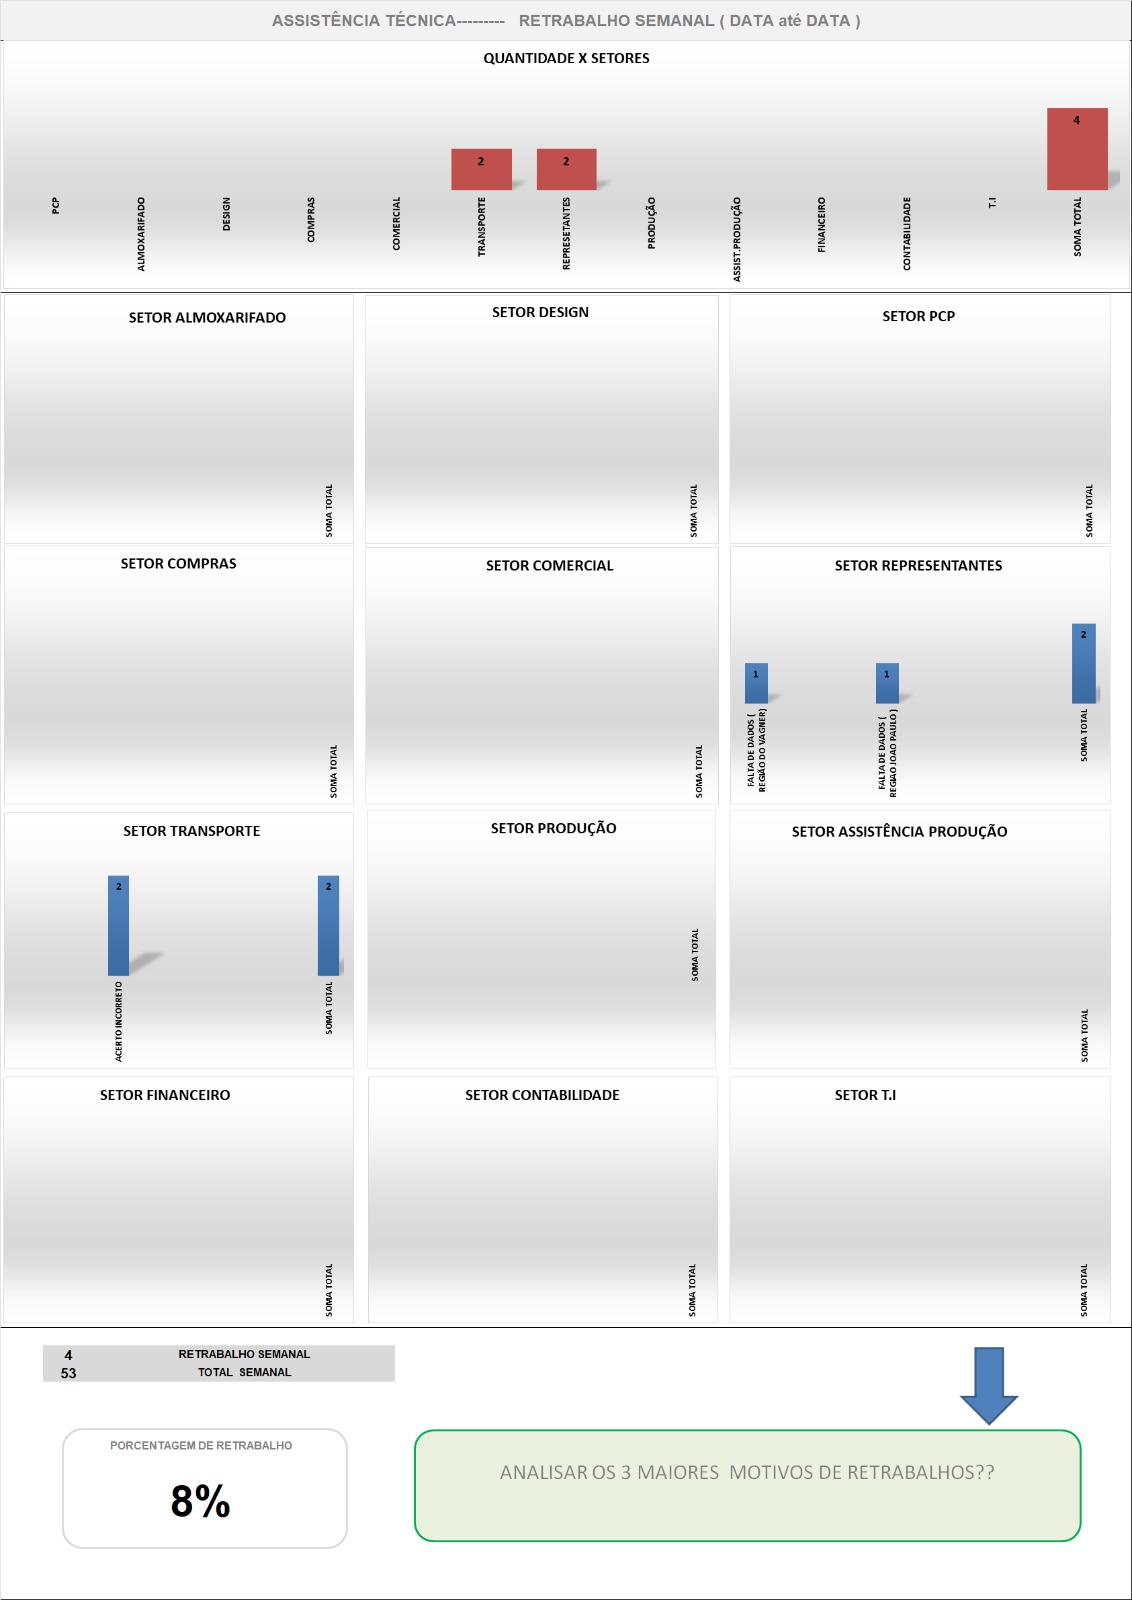 ASSISTÊNCIA TÉCNICA--------- RETRABALHO SEMANAL ( DATA até DATA )
QUANTIDADE X SETORES
2
2
4
PCP
ALMOXARIFADO
DESIGN
COMPRAS
COMERCIAL
TRANSPORTE
REPRESETANTES
PRODUÇÃO
ASSIST.PRODUÇÃO
FINANCEIRO
CONTABILIDADE
T.I
SOMA TOTAL
SETOR ALMOXARIFADO
SOMA TOTAL
SETOR DESIGN
SOMA TOTAL
SETOR PCP
SOMA TOTAL
SETOR COMPRAS
SOMA TOTAL
SETOR COMERCIAL
SOMA TOTAL
SETOR REPRESENTANTES
1
1
2
FALTA DE DADOS (
REGIÃO DO VAGNER)
FALTA DE DADOS (
REGIAO JOAO PAULO )
SOMA TOTAL
SETOR TRANSPORTE
2
2
ACERTO INCORRETO
SOMA TOTAL
SETOR PRODUÇÃO
SOMA TOTAL
SETOR ASSISTÊNCIA PRODUÇÃO
SOMA TOTAL
SETOR FINANCEIRO
SOMA TOTAL
SETOR CONTABILIDADE
SOMA TOTAL
SETOR T.I
SOMA TOTAL
4 RETRABALHO SEMANAL
53 TOTAL SEMANAL
PORCENTAGEM DE RETRABALHO
8%
ANALISAR OS 3 MAIORES MOTIVOS DE RETRABALHOS??